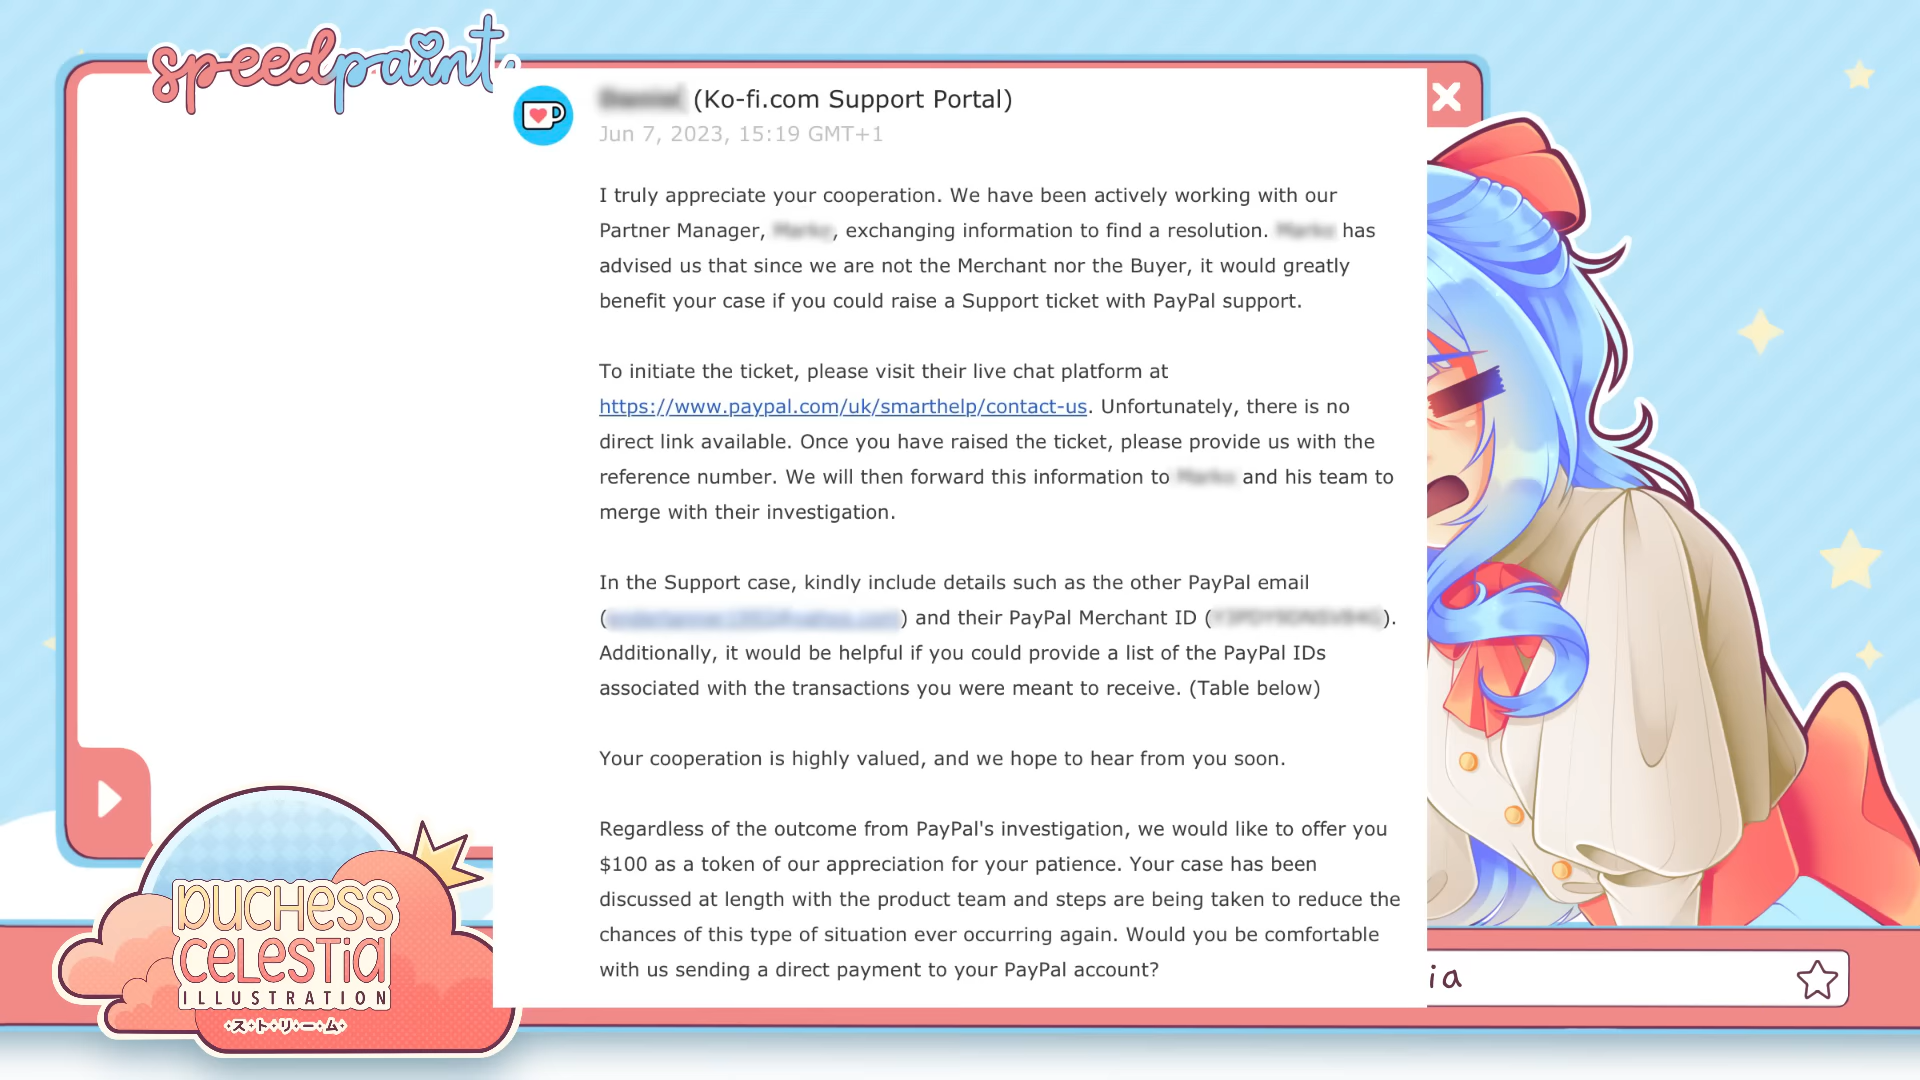 speedpaint
(Ko-fi.com Support Portal)
Jun 7, 2023, 15:19 GMT+1
I truly appreciate your cooperation. We have been actively working with our
Partner Manager, , exchanging information to find a resolution. has
advised us that since we are not the Merchant nor the Buyer, it would greatly
benefit your case if you could raise a Support ticket with PayPal support.
To initiate the ticket, please visit their live chat platform at
https://www.paypal.com/uk/smarthelp/contact-us. Unfortunately, there is no
direct link available. Once you have raised the ticket, please provide us with the
reference number. We will then forward this information to and his team to
merge with their investigation.
In the Support case, kindly include details such as the other PayPal email
() and their PayPal Merchant ID ().
Additionally, it would be helpful if you could provide a list of the PayPal IDs
associated with the transactions you were meant to receive. (Table below)
Your cooperation is highly valued, and we hope to hear from you soon.
Regardless of the outcome from PayPal's investigation, we would like to offer you
$100 as a token of our appreciation for your patience. Your case has been
discussed at length with the product team and steps are being taken to reduce the
chances of this type of situation ever occurring again. Would you be comfortable
with us sending a direct payment to your PayPal account?
DUCHESS
CELESTIA
ILLUSTRATION
・ス・ト・リ・ー・ム・
ia